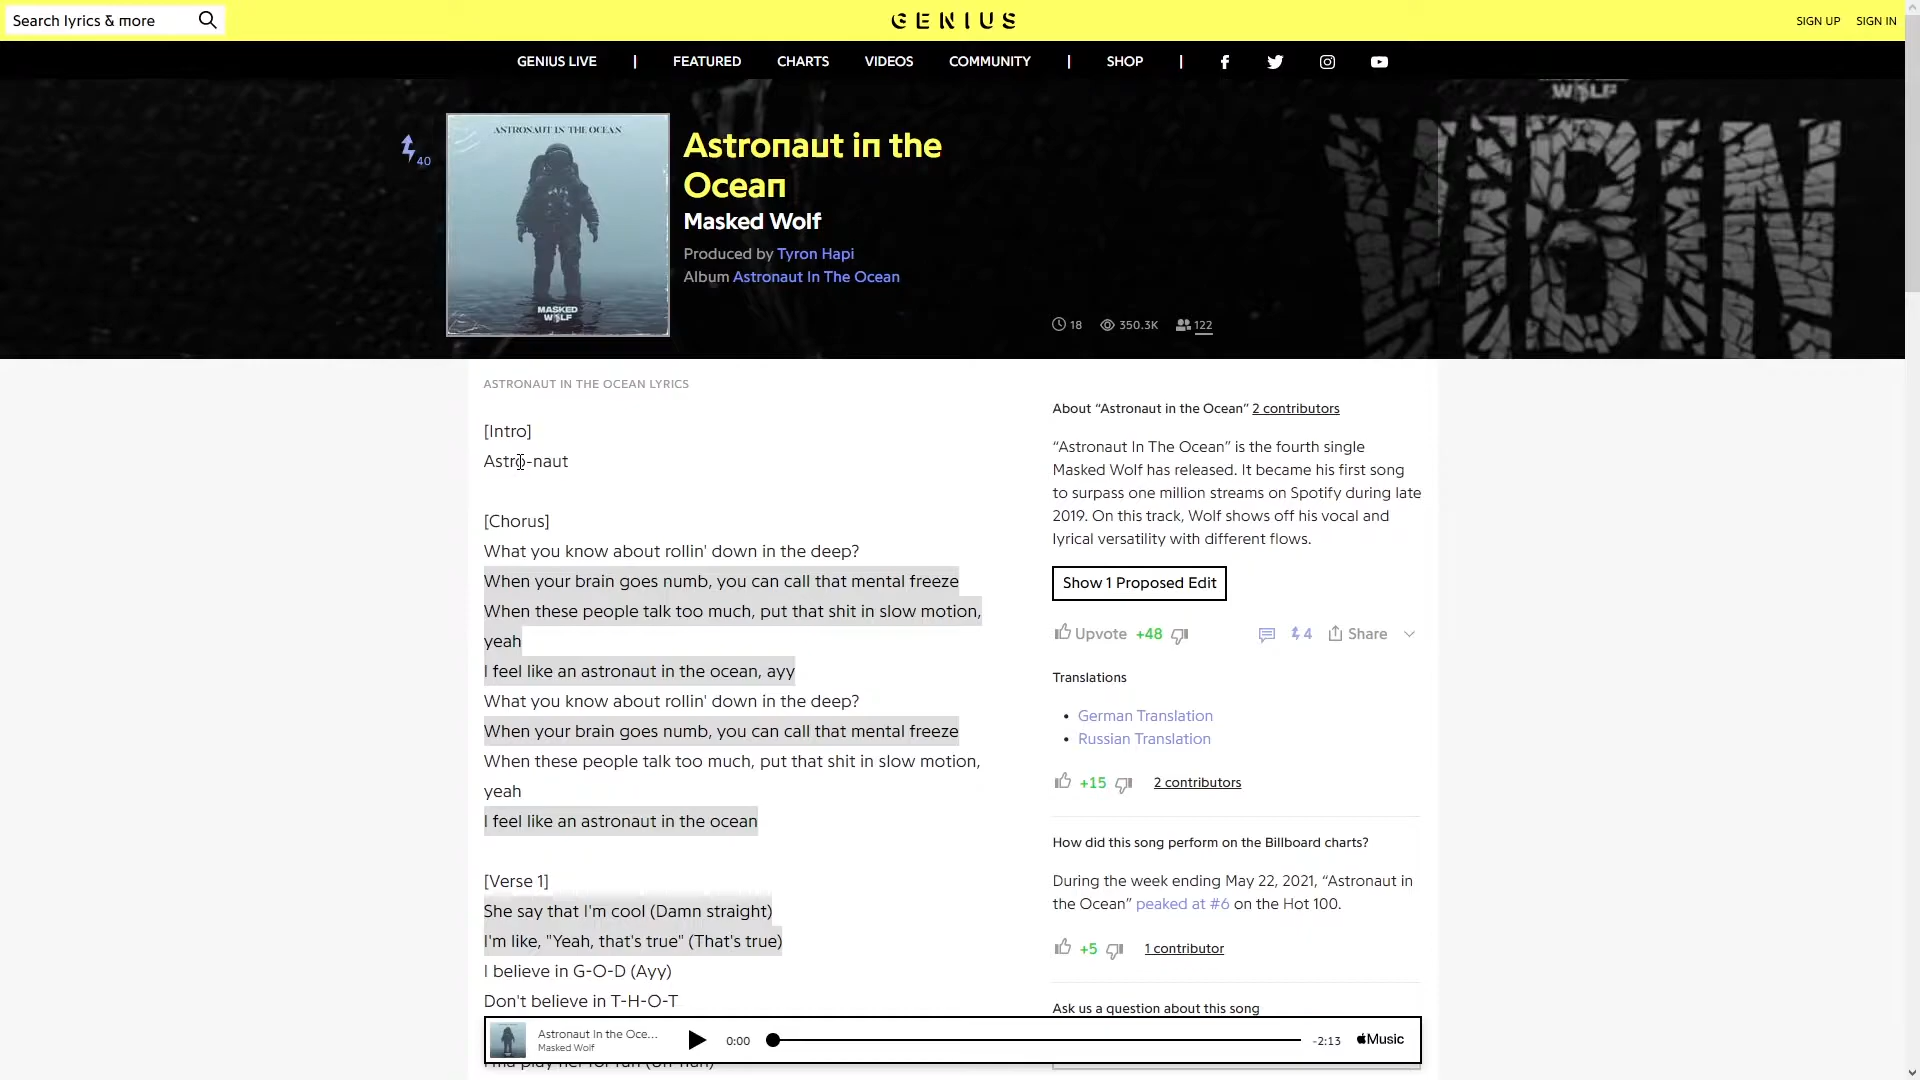 Search lyrics & more
GENIUS
SIGN UP
SIGN IN
GENIUS LIVE
|
FEATURED
CHARTS
VIDEOS
COMMUNITY
|
SHOP
|
MASKED WOLF
VIBIN
ASTRONAUT IN THE OCEAN
MASKED
WOLF
40
Astronaut in the
Ocean
Masked Wolf
Produced by Tyron Hapi
Album Astronaut In The Ocean
18
350.3K
122
ASTRONAUT IN THE OCEAN LYRICS
[Intro]
Astro-naut
[Chorus]
What you know about rollin' down in the deep?
When your brain goes numb, you can call that mental freeze
When these people talk too much, put that shit in slow motion,
yeah
I feel like an astronaut in the ocean, ayy
What you know about rollin' down in the deep?
When your brain goes numb, you can call that mental freeze
When these people talk too much, put that shit in slow motion,
yeah
I feel like an astronaut in the ocean
[Verse 1]
She say that I'm cool (Damn straight)
I'm like, "Yeah, that's true" (That's true)
I believe in G-O-D (Ayy)
Don't believe in T-H-O-T
About “Astronaut in the Ocean” 2 contributors
“Astronaut In The Ocean” is the fourth single
Masked Wolf has released. It became his first song
to surpass one million streams on Spotify during late
2019. On this track, Wolf shows off his vocal and
lyrical versatility with different flows.
Show 1 Proposed Edit
Upvote +48
4
Share
Translations
• German Translation
• Russian Translation
+15
2 contributors
How did this song perform on the Billboard charts?
During the week ending May 22, 2021, “Astronaut in
the Ocean” peaked at #6 on the Hot 100.
+5
1 contributor
Ask us a question about this song
Astronaut In the Oce...
Masked Wolf
0:00
-2:13
Music